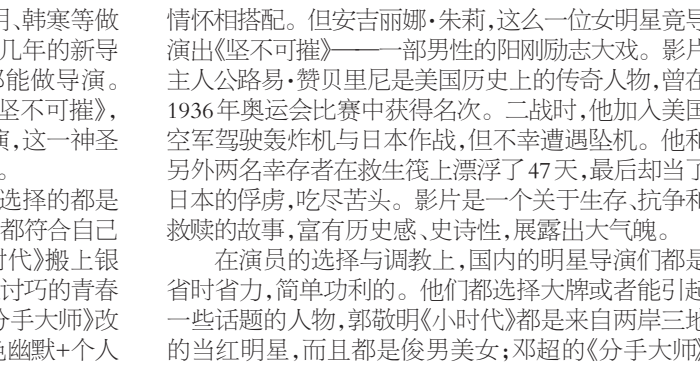 明、韩寒等做
几年的新导
都能做导演。
坚不可摧》,
演,这一神圣
。
选择的都是
都符合自己
时代》搬上银
讨巧的青春
分手大师》改
色幽默+个人
情怀相搭配。但安吉丽娜·朱莉,这么一位女明星竟导
演出《坚不可摧》——一部男性的阳刚励志大戏。影片
主人公路易·赞贝里尼是美国历史上的传奇人物,曾在
1936年奥运会比赛中获得名次。二战时,他加入美国
空军驾驶轰炸机与日本作战,但不幸遭遇坠机。他和
另外两名幸存者在救生筏上漂浮了47天,最后却当了
日本的俘虏,吃尽苦头。影片是一个关于生存、抗争和
救赎的故事,富有历史感、史诗性,展露出大气魄。
在演员的选择与调教上,国内的明星导演们都是
省时省力,简单功利的。他们都选择大牌或者能引起
一些话题的人物,郭敬明《小时代》都是来自两岸三地
的当红明星,而且都是俊男美女;邓超的《分手大师》